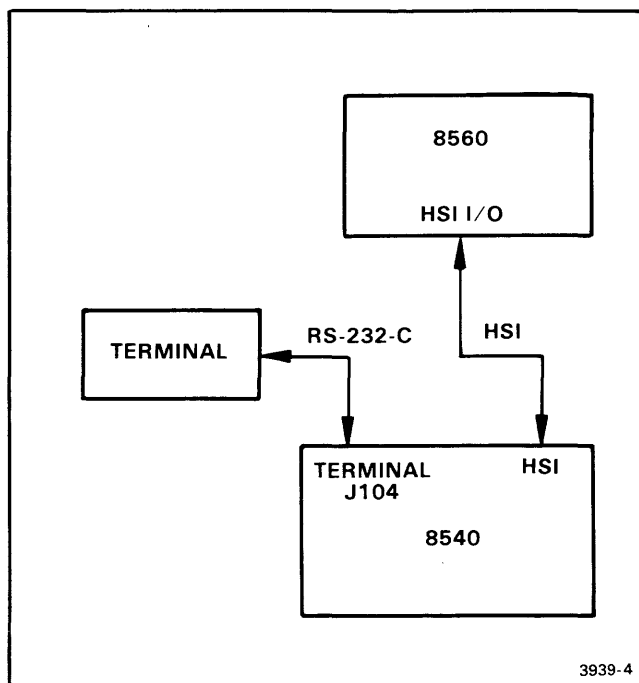 8560
HSI I/O
RS-232-C
HSI
TERMINAL
TERMINAL
J104
HSI
8540
3939-4